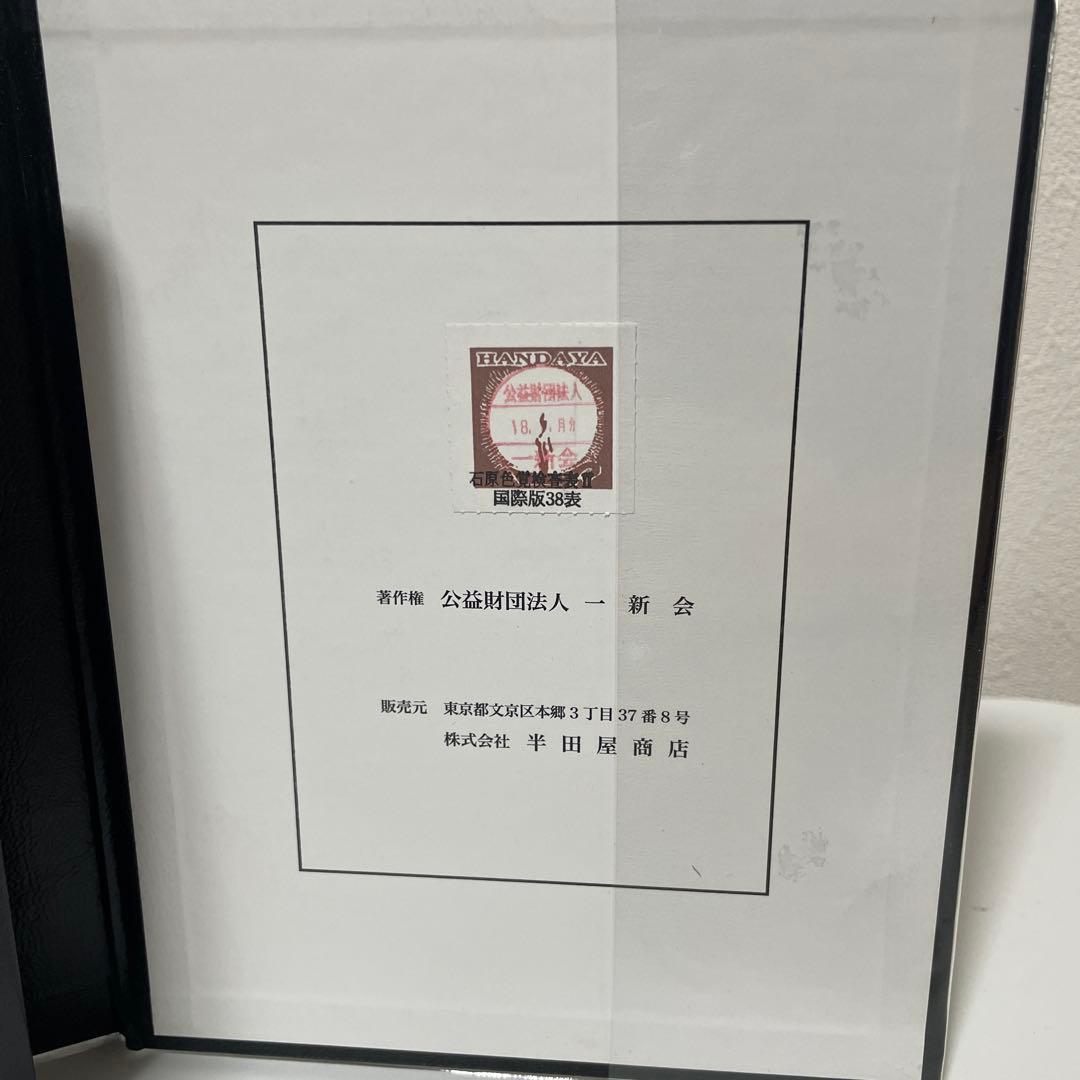 HANDAYA
公益財団法人
18. 月分
一新会
石原色覚検査表II
国際版38表
著作権 公益財団法人 一 新 会
販売元 東京都文京区本郷3丁目37番8号
株式会社 半 田 屋 商 店